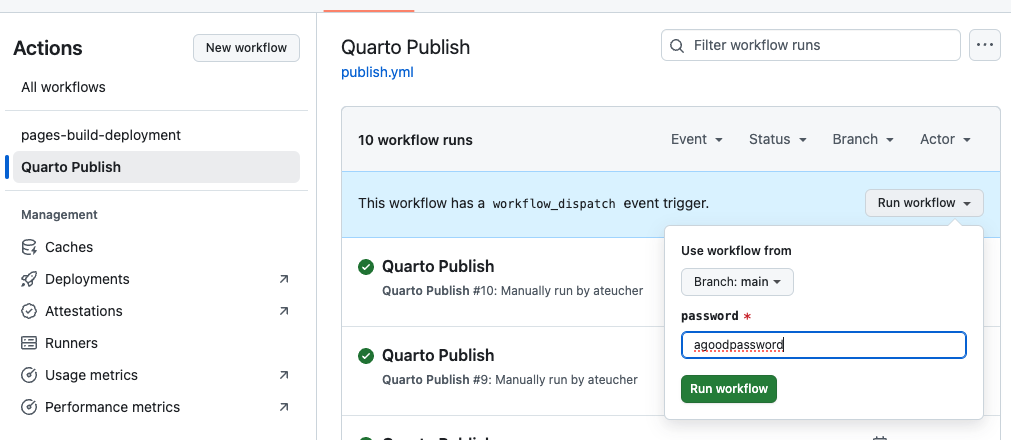 Actions
New workflow
All workflows
pages-build-deployment
Quarto Publish
Management
Caches
Deployments
Attestations
Runners
Usage metrics
Performance metrics
Quarto Publish
publish.yml
Filter workflow runs
10 workflow runs
Event
Status
Branch
Actor
This workflow has a workflow_dispatch event trigger.
Run workflow
Use workflow from
Branch: main
password *
agoodpassword
Run workflow
Quarto Publish
Quarto Publish #10: Manually run by ateucher
Quarto Publish
Quarto Publish #9: Manually run by ateucher